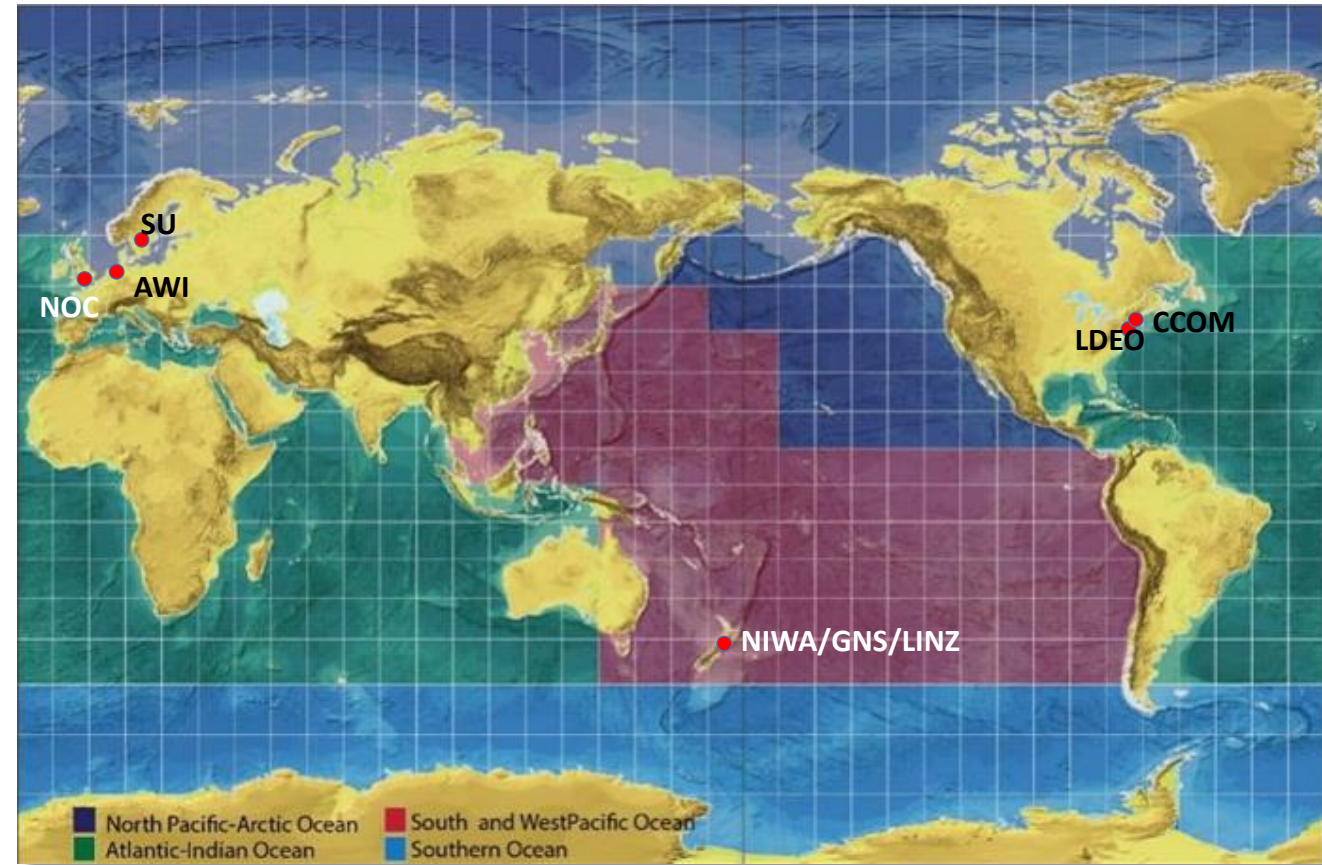 SU
AWI
NOC
CCOM
LDEO
NIWA/GNS/LINZ
North Pacific-Arctic Ocean
South and WestPacific Ocean
Atlantic-Indian Ocean
Southern Ocean